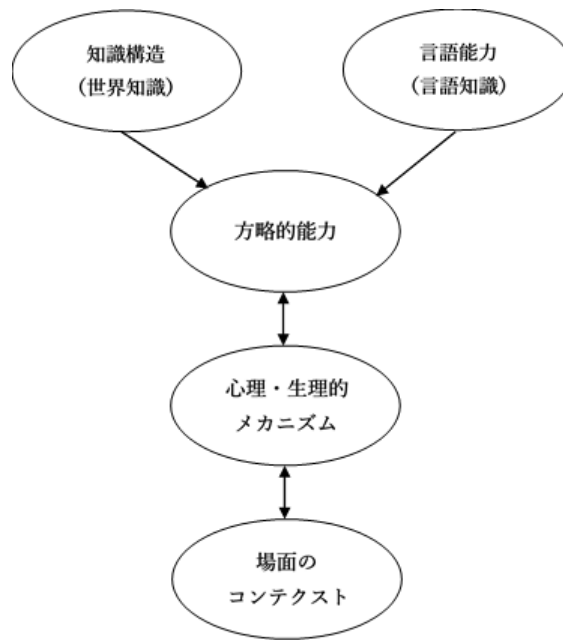 知識構造
（世界知識）
言語能力
（言語知識）
方略的能力
心理・生理的
メカニズム
場面の
コンテクスト